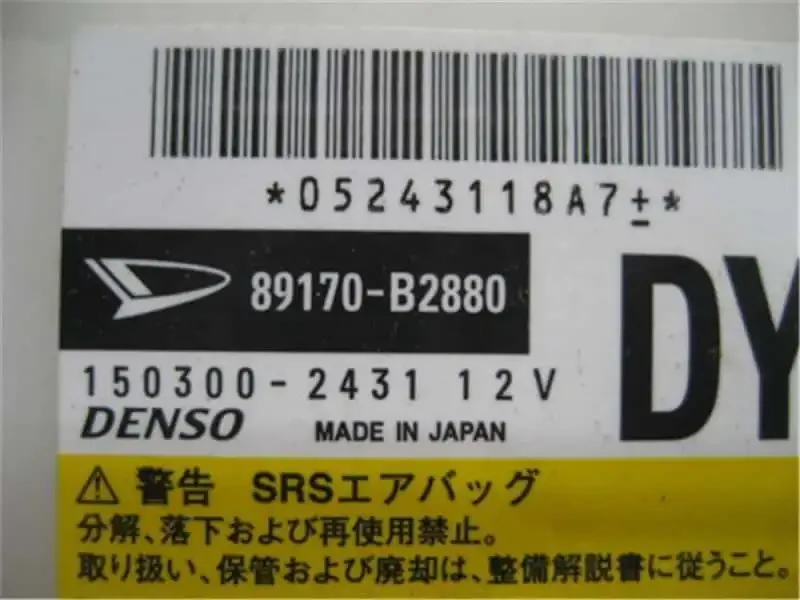 *05243118A7±*
89170-B2880
DY
150300-2431 12V
DENSO MADE IN JAPAN
警告 SRSエアバッグ
分解、落下および再使用禁止。
取り扱い、保管および廃却は、整備解説書に従うこと。